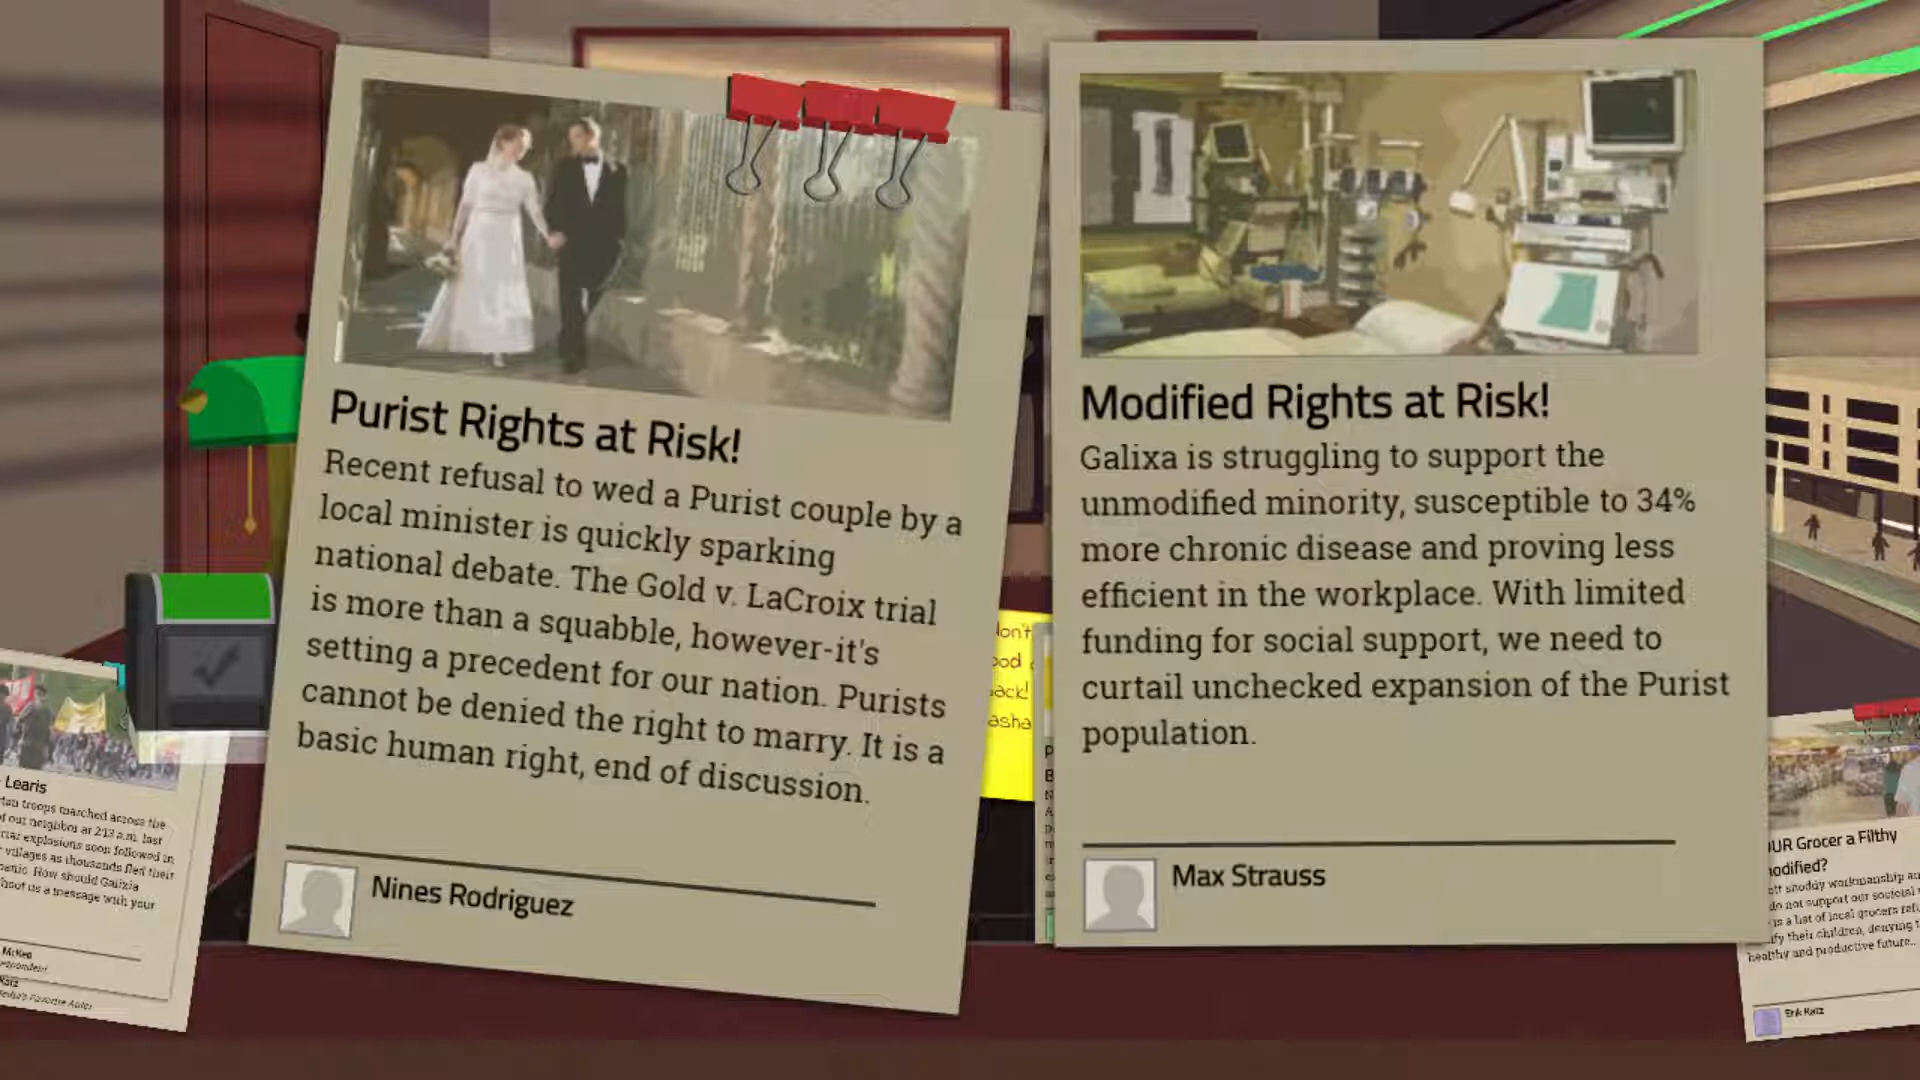 Purist Rights at Risk!
Recent refusal to wed a Purist couple by a
local minister is quickly sparking
national debate. The Gold v. LaCroix trial
is more than a squabble, however-it's
setting a precedent for our nation. Purists
cannot be denied the right to marry. It is a
basic human right, end of discussion.
Nines Rodriguez
Modified Rights at Risk!
Galixa is struggling to support the
unmodified minority, susceptible to 34%
more chronic disease and proving less
efficient in the workplace. With limited
funding for social support, we need to
curtail unchecked expansion of the Purist
population.
Max Strauss
Learis
troops marched across the
of our neighbor at 2:13 a.m. last
explosions soon followed in
villages as thousands fled their
How should Galixia
us a message with your
McKeo
Katz
Favorite
asha
Grocer a Filthy
shoddy workmanship
do not support our societal
is a list of local grocers
their children, denying
healthy and productive future...
Erik Katz